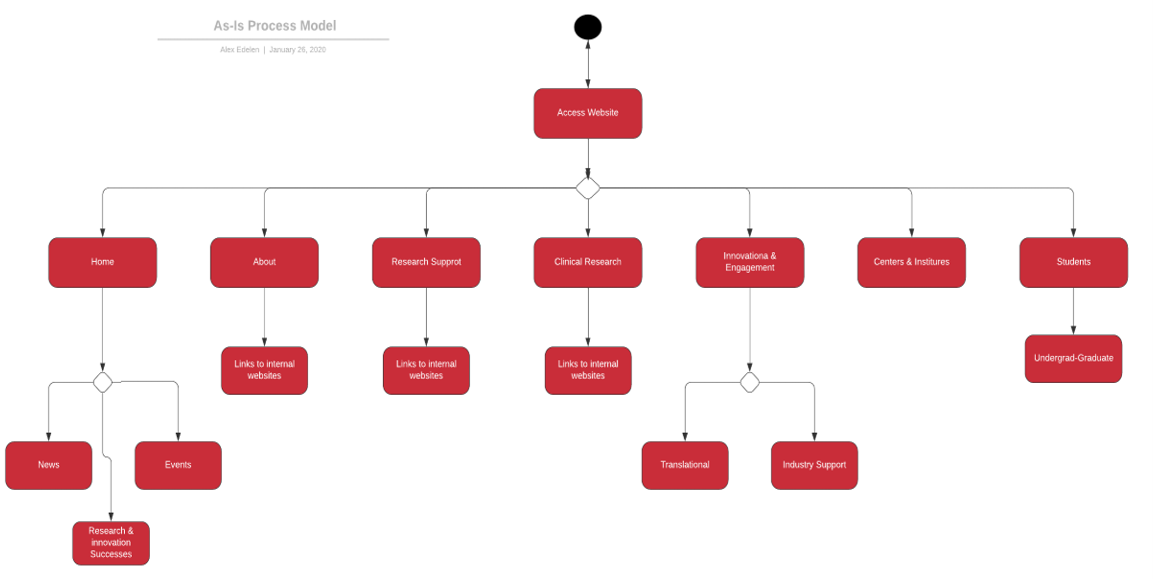 As-Is Process Model
Alex Edelen | January 26, 2020
Access Website
Home
About
Research Supprot
Clinical Research
Innovationa &
Engagement
Centers & Institures
Students
Links to internal
websites
Links to internal
websites
Links to internal
websites
Undergrad-Graduate
News
Events
Translational
Industry Support
Research &
innovation
Successes